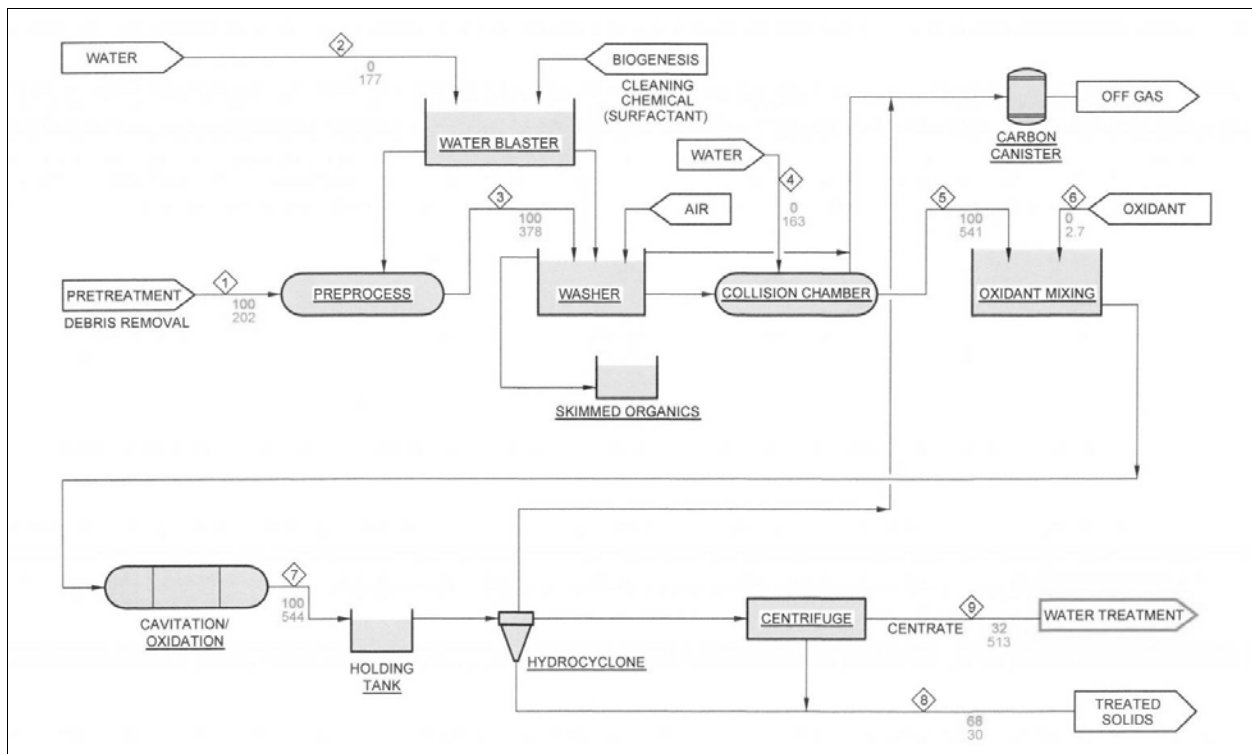 WATER
2
0
177
BIOGENESIS
CLEANING
CHEMICAL
(SURFACTANT)
WATER BLASTER
WATER
4
0
163
CARBON
CANISTER
OFF GAS
3
100
378
AIR
5
100
541
6
0
2.7
OXIDANT
PRETREATMENT
DEBRIS REMOVAL
1
100
202
PREPROCESS
WASHER
COLLISION CHAMBER
OXIDANT MIXING
SKIMMED ORGANICS
7
100
544
CAVITATION/
OXIDATION
HOLDING
TANK
HYDROCYCLONE
CENTRIFUGE
CENTRATE
9
32
513
WATER TREATMENT
8
68
30
TREATED
SOLIDS